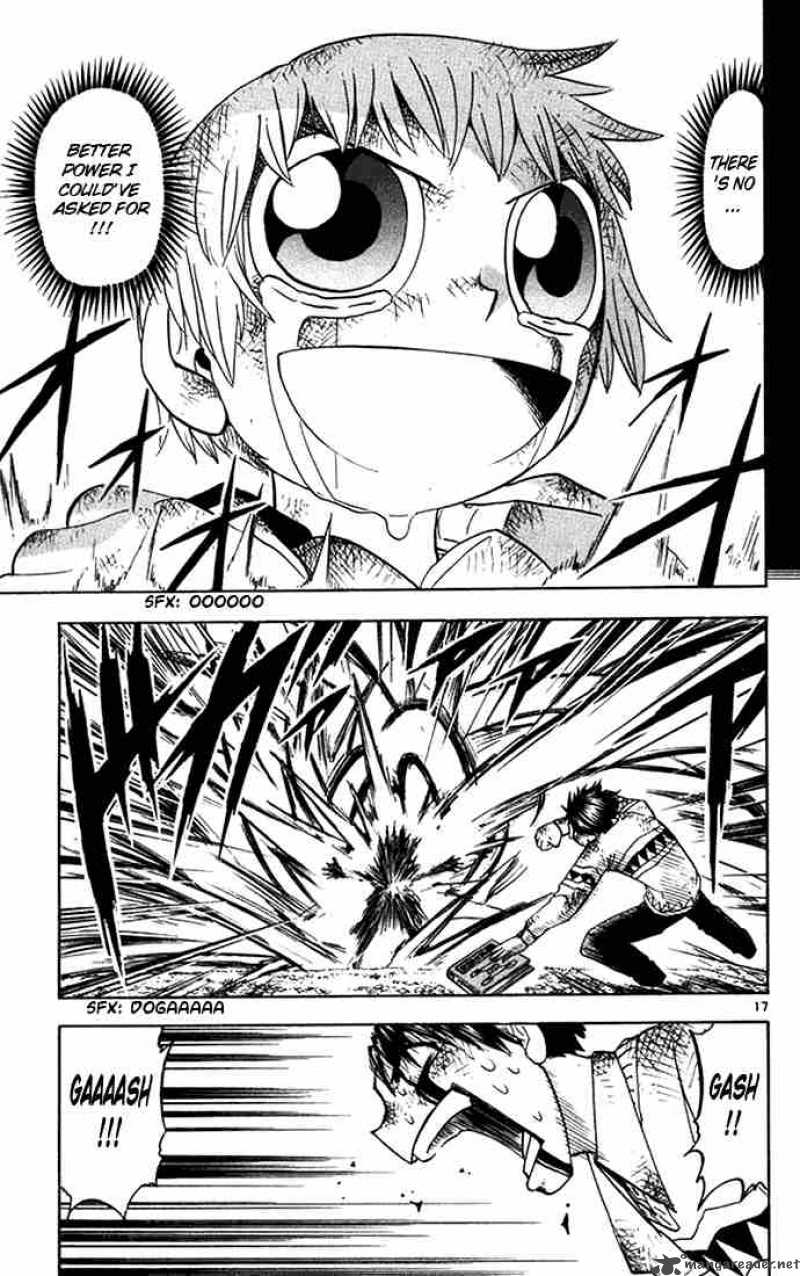 THERE
'S NO
...
BETTER
POWER I
COULD'VE
ASKED FOR
!!!
SFX: OOOOOO
SFX: DOGAAAAA
17
GASH
!!
GAAAASH
!!!
mangareader.net